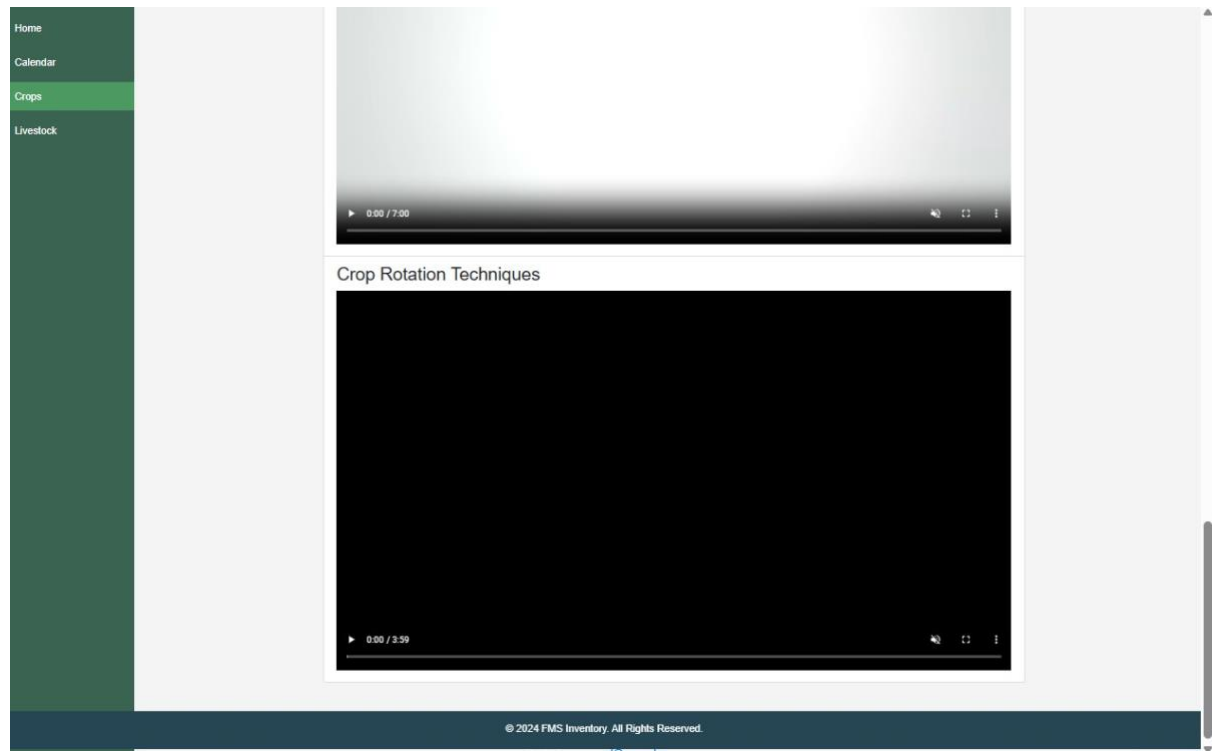 Home
Calendar
Crops
Livestock
0:00 / 7:00
Crop Rotation Techniques
0:00 / 3:59
© 2024 FMS Inventory. All Rights Reserved.